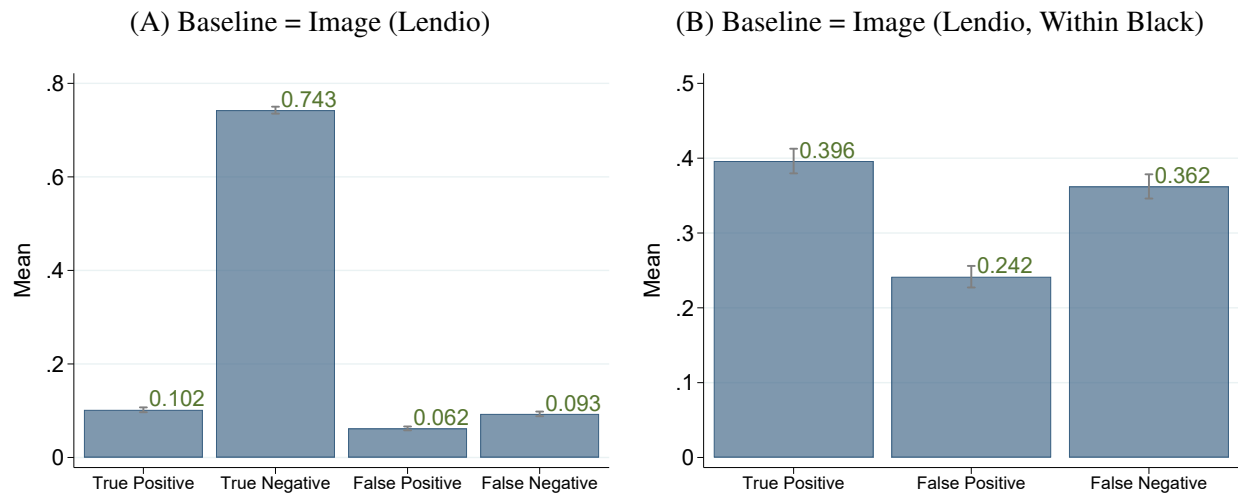 (A) Baseline = Image (Lendio)
.8
.6
.4
.2
0
Mean
0.102
0.743
0.062
0.093
True Positive
True Negative
False Positive
False Negative
(B) Baseline = Image (Lendio, Within Black)
.5
.4
.3
.2
.1
0
Mean
0.396
0.242
0.362
True Positive
False Positive
False Negative